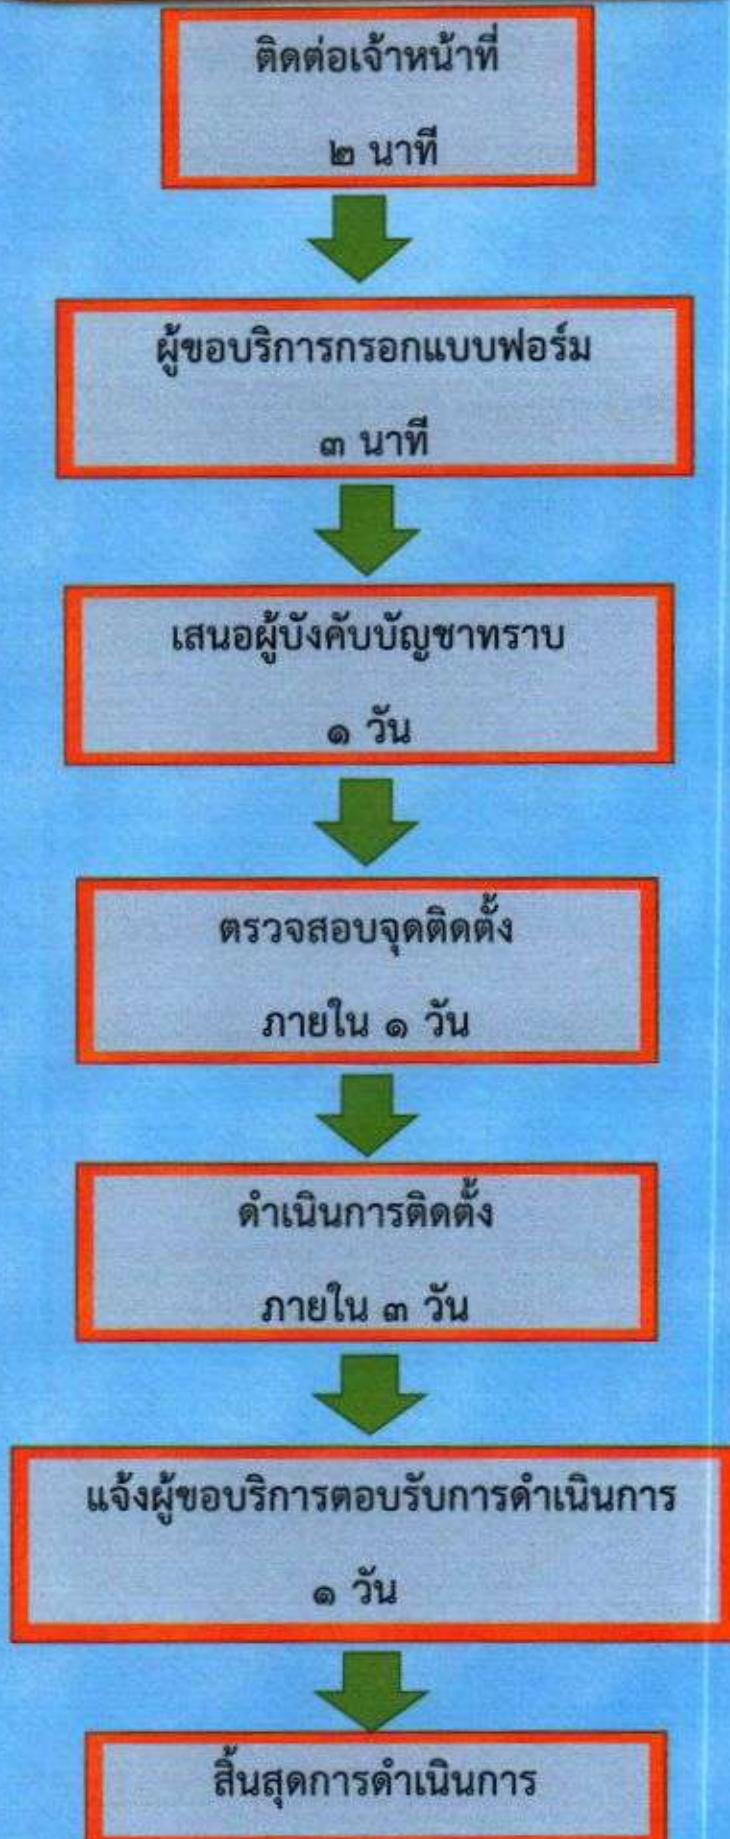 ติดต่อเจ้าหน้าที่
๒ นาที
ผู้ขอบริการกรอกแบบฟอร์ม
๓ นาที
เสนอผู้บังคับบัญชาทราบ
๑ วัน
ตรวจสอบจุดติดตั้ง
ภายใน ๑ วัน
ดำเนินการติดตั้ง
ภายใน ๓ วัน
แจ้งผู้ขอบริการตอบรับการดำเนินการ
๑ วัน
สิ้นสุดการดำเนินการ